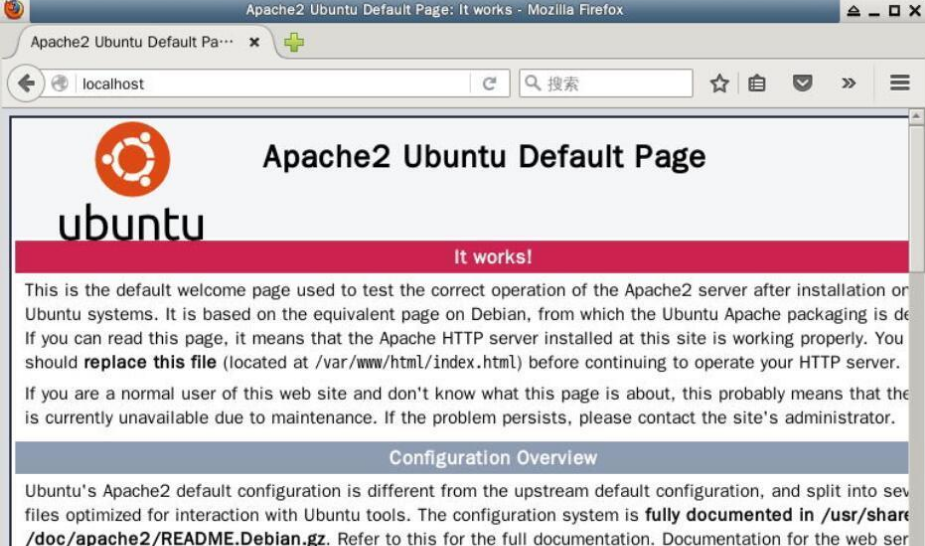 Apache2 Ubuntu Default Page: It works - Mozilla Firefox
Apache2 Ubuntu Default Pa···
localhost
搜索
Apache2 Ubuntu Default Page
ubuntu
It works!
This is the default welcome page used to test the correct operation of the Apache2 server after installation on
Ubuntu systems. It is based on the equivalent page on Debian, from which the Ubuntu Apache packaging is de
If you can read this page, it means that the Apache HTTP server installed at this site is working properly. You
should replace this file (located at /var/www/html/index.html) before continuing to operate your HTTP server.
If you are a normal user of this web site and don't know what this page is about, this probably means that the
is currently unavailable due to maintenance. If the problem persists, please contact the site's administrator.
Configuration Overview
Ubuntu's Apache2 default configuration is different from the upstream default configuration, and split into sev
files optimized for interaction with Ubuntu tools. The configuration system is fully documented in /usr/share
/doc/apache2/README.Debian.gz. Refer to this for the full documentation. Documentation for the web ser